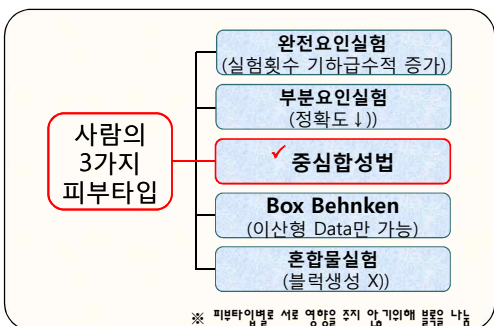 완전요인실험
(실험횟수 기하급수적 증가)
부분요인실험
(정확도↓))
사람의
3가지
피부타입
✓ 중심합성법
Box Behnken
(이산형 Data만 가능)
혼합물실험
(블럭생성 X))
※ 피부타입별로 서로 영향을 주지 않기위해 블록을 나눔